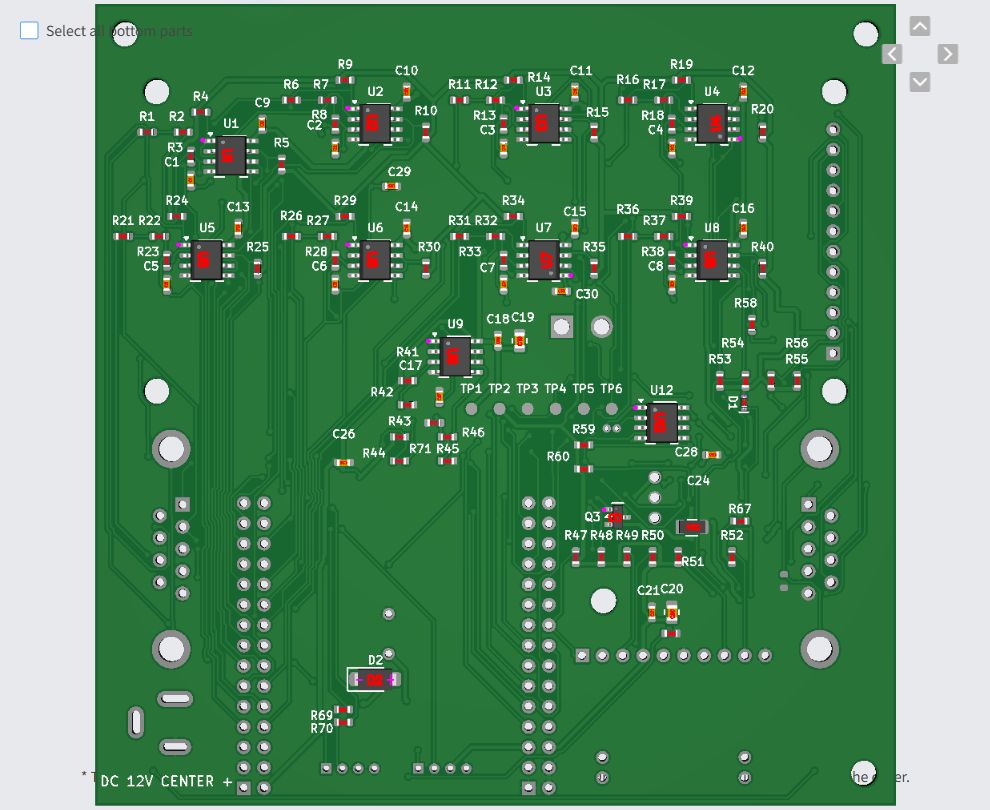 Select all bottom parts
R9 C10 R14 C11 R19 C12
R6 R7 U2 R11 R12 U3 R16 R17 U4
R4 C9 R8 R10 R13 R15 R18 R20
R1 R2 U1 C2 C3 C4
R3 R5
C1
C29
R24 C13 R29 C14 R34 C15 R39 C16
R21 R22 U5 R26 R27 U6 R31 R32 U7 R36 R37 U8
R23 R25 R28 R30 R33 R35 R38 R40
C5 C6 C7 C8
C30
R58
U9 C18 C19
R54 R56
R41 R53 R55
C17
R42 TP1 TP2 TP3 TP4 TP5 TP6 U12
D1
R43 R59
C26 R46
R44 R71 R45 R60 C28
C24
Q3 R67
R47 R48 R49 R50 R52
R51
C21 C20
D2
R69
R70
DC 12V CENTER +